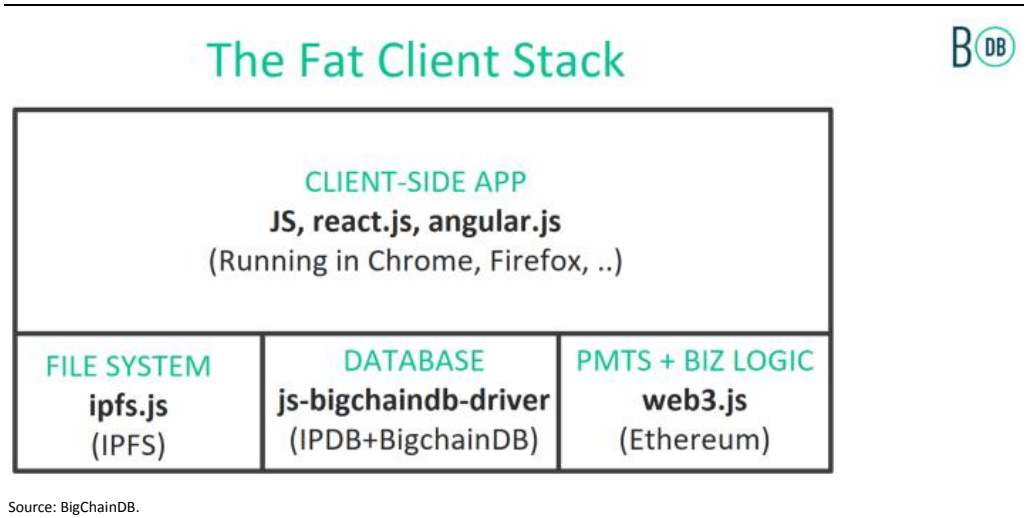 The Fat Client Stack
B DB
CLIENT-SIDE APP
JS, react.js, angular.js
(Running in Chrome, Firefox, ..)
FILE SYSTEM
ipfs.js
(IPFS)
DATABASE
js-bigchaindb-driver
(IPDB+BigchainDB)
PMTS + BIZ LOGIC
web3.js
(Ethereum)
Source: BigChainDB.